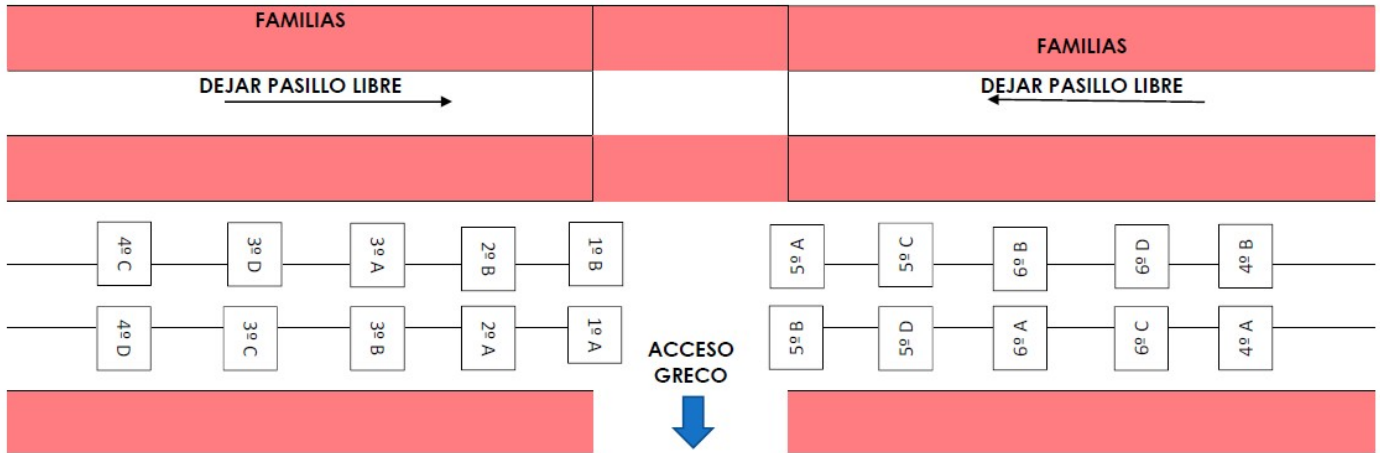 FAMILIAS
FAMILIAS
DEJAR PASILLO LIBRE
DEJAR PASILLO LIBRE
4º C
3º D
3º A
2º B
1º B
5º A
5º C
6º B
6º D
4º B
4º D
3º C
3º B
2º A
1º A
5º B
5º D
6º A
6º C
4º A
ACCESO
GRECO